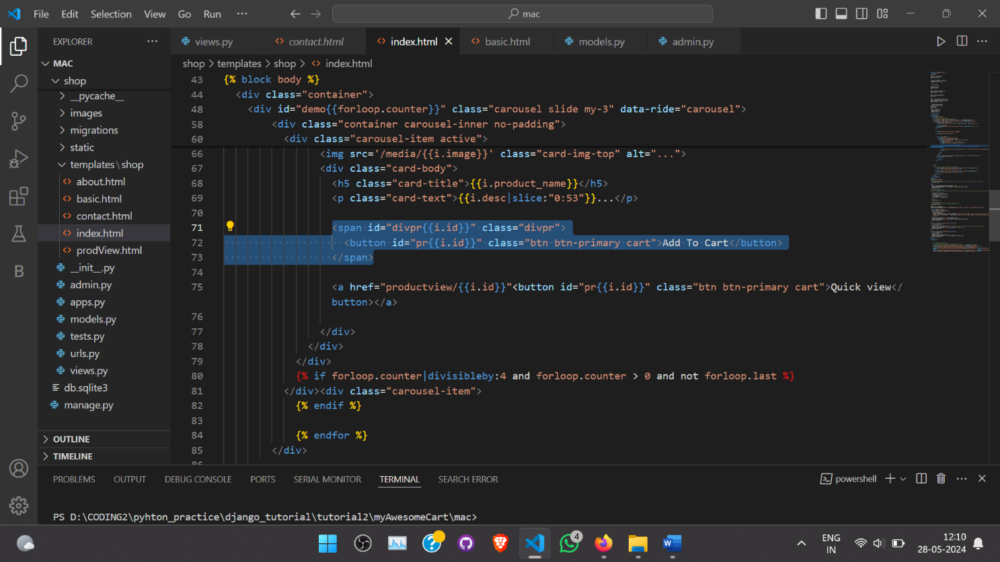 File Edit Selection View Go Run ···
mac
EXPLORER
views.py
contact.html
index.html
basic.html
models.py
admin.py
MAC
shop
__pycache__
images
migrations
static
templates\shop
about.html
basic.html
contact.html
index.html
prodView.html
__init__.py
admin.py
apps.py
models.py
tests.py
urls.py
views.py
db.sqlite3
manage.py
OUTLINE
TIMELINE
B
shop > templates > shop > index.html
43 {% block body %}
44 <div class="container">
48 <div id="demo{{forloop.counter}}" class="carousel slide my-3" data-ride="carousel">
58 <div class="container carousel-inner no-padding">
60 <div class="carousel-item active">
66 <img src='/media/{{i.image}}' class="card-img-top" alt="...">
67 <div class="card-body">
68 <h5 class="card-title">{{i.product_name}}</h5>
69 <p class="card-text">{{i.desc|slice:"0:53"}}...</p>
70
71 <span id="divpr{{i.id}}" class="divpr">
72 <button id="pr{{i.id}}" class="btn btn-primary cart">Add To Cart</button>
73 </span>
74
75 <a href="productview/{{i.id}}"<button id="pr{{i.id}}" class="btn btn-primary cart">Quick view</
button></a>
76
77 </div>
78 </div>
79 </div>
80 {% if forloop.counter|divisibleby:4 and forloop.counter > 0 and not forloop.last %}
81 </div><div class="carousel-item">
82 {% endif %}
83
84 {% endfor %}
85 </div>
PROBLEMS OUTPUT DEBUG CONSOLE PORTS SERIAL MONITOR TERMINAL SEARCH ERROR
powershell
PS D:\CODING2\pyhton_practice\django_tutorial\tutorial2\myAwesomeCart\mac>
4
ENG
IN
12:10
28-05-2024